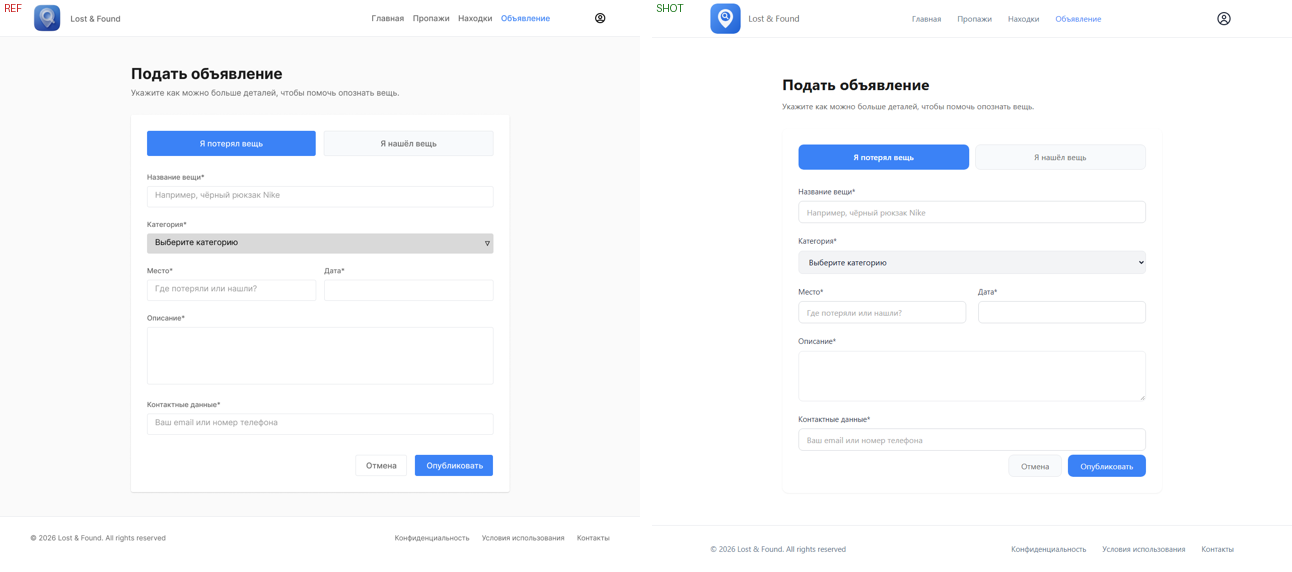 REF
Lost & Found
Главная Пропажи Находки Объявление
Подать объявление
Укажите как можно больше деталей, чтобы помочь опознать вещь.
Я потерял вещь
Я нашёл вещь
Название вещи*
Например, чёрный рюкзак Nike
Категория*
Выберите категорию
Место*
Дата*
Где потеряли или нашли?
Описание*
Контактные данные*
Ваш email или номер телефона
Отмена
Опубликовать
© 2026 Lost & Found. All rights reserved
Конфиденциальность Условия использования Контакты
SHOT
Lost & Found
Главная Пропажи Находки Объявление
Подать объявление
Укажите как можно больше деталей, чтобы помочь опознать вещь.
Я потерял вещь
Я нашёл вещь
Название вещи*
Например, чёрный рюкзак Nike
Категория*
Выберите категорию
Место*
Дата*
Где потеряли или нашли?
Описание*
Контактные данные*
Ваш email или номер телефона
Отмена
Опубликовать
© 2026 Lost & Found. All rights reserved
Конфиденциальность Условия использования Контакты